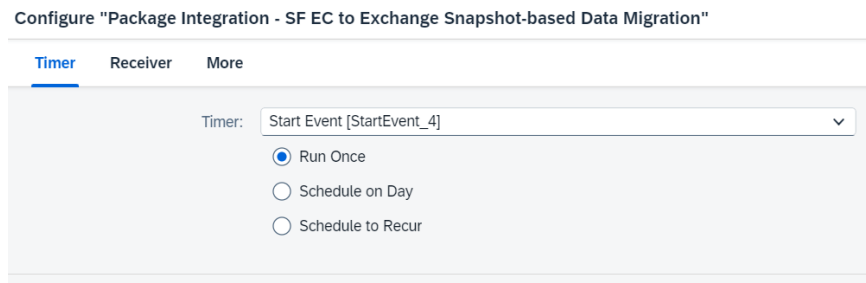 Configure "Package Integration - SF EC to Exchange Snapshot-based Data Migration"
Timer Receiver More
Timer: Start Event [StartEvent_4]
Run Once
Schedule on Day
Schedule to Recur